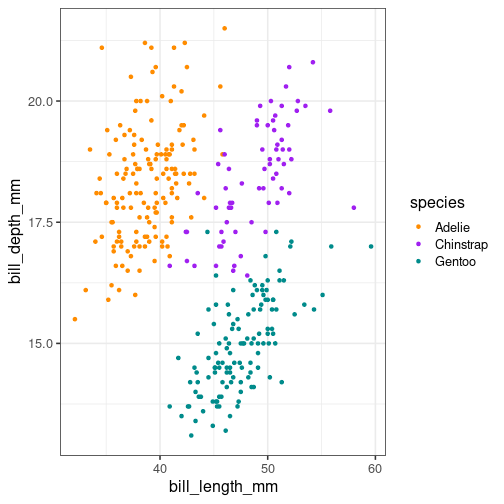 20.0
17.5
15.0
bill_depth_mm
40
50
60
bill_length_mm
species
Adelie
Chinstrap
Gentoo